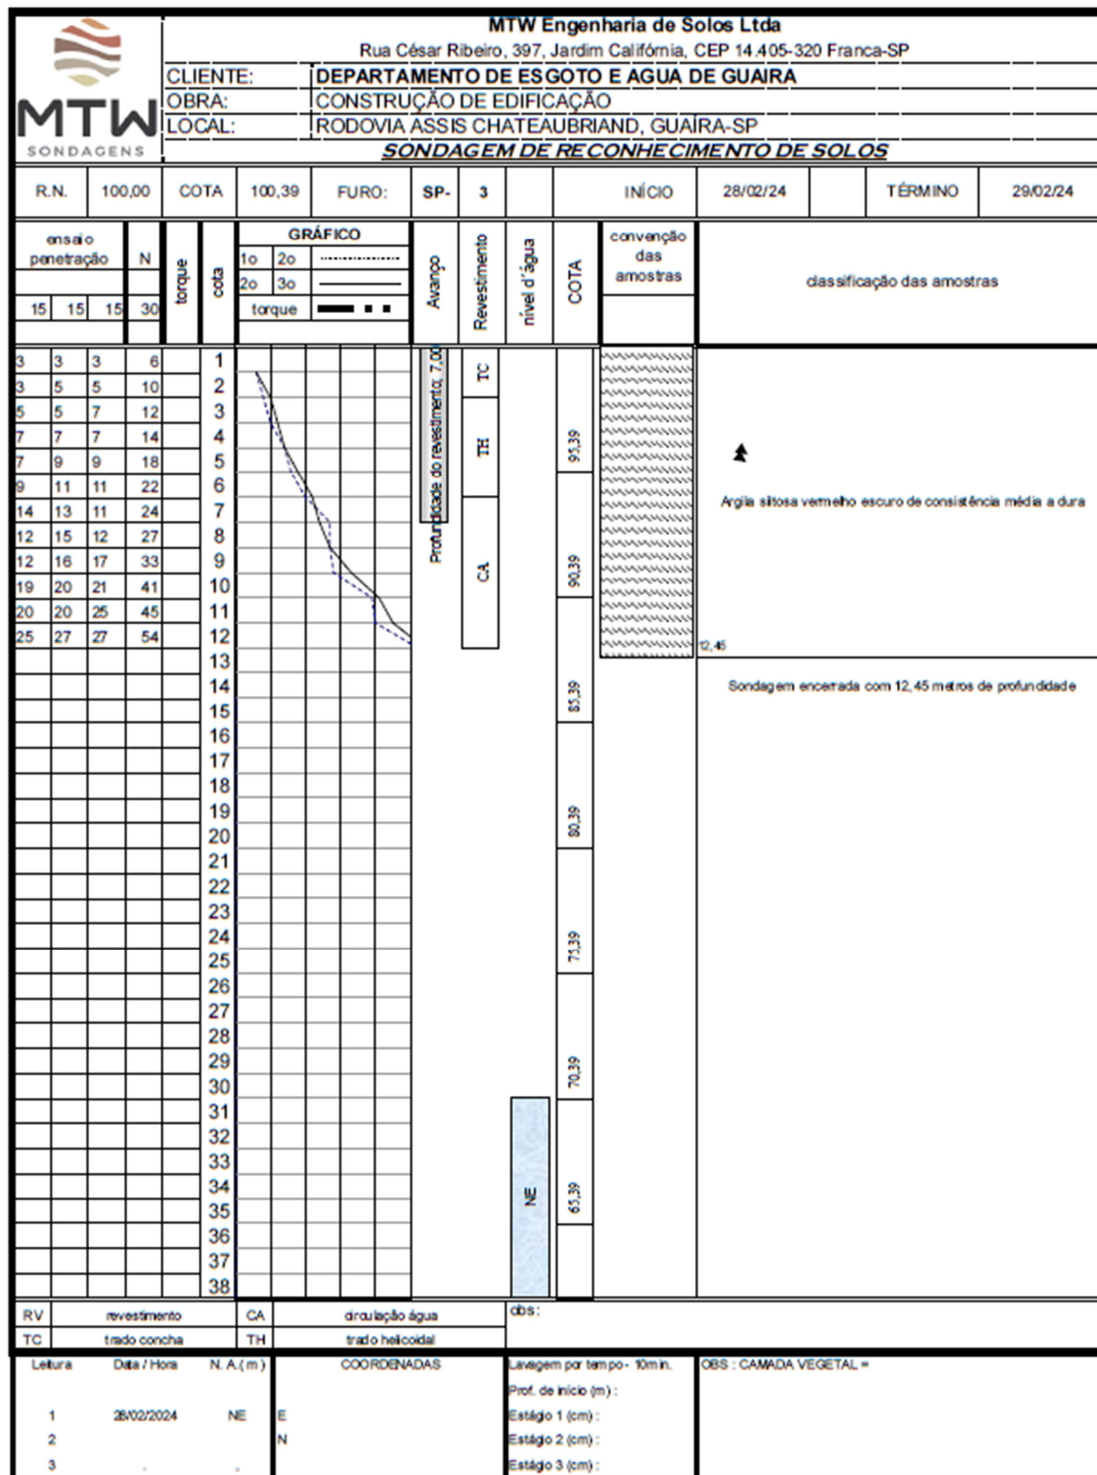 MTW Engenharia de Solos Ltda
Rua César Ribeiro, 397, Jardim Califórnia, CEP 14.405-320 Franca-SP
MTW
SONDAGENS
CLIENTE: DEPARTAMENTO DE ESGOTO E AGUA DE GUAIRA
OBRA: CONSTRUÇÃO DE EDIFICAÇÃO
LOCAL: RODOVIA ASSIS CHATEAUBRIAND, GUAÍRA-SP
SONDAGEM DE RECONHECIMENTO DE SOLOS
R.N. 100,00 COTA 100,39 FURO: SP- 3 INÍCIO 28/02/24 TÉRMINO 29/02/24
ensaio penetração N torque cota GRÁFICO Avanço Revestimento nível d´água COTA convenção das amostras classificação das amostras
1o 2o
2o 3o
15 15 15 30 torque
3 3 3 6 1
3 5 5 10 2
5 5 7 12 3
7 7 7 14 4
7 9 9 18 5
9 11 11 22 6
14 13 11 24 7
12 15 12 27 8
12 16 17 33 9
19 20 21 41 10
20 20 25 45 11
25 27 27 54 12
13
14
15
16
17
18
19
20
21
22
23
24
25
26
27
28
29
30
31
32
33
34
35
36
37
38
Profundidade do revestimento; 7,00
TC
TH
CA
NE
95,39
90,39
85,39
80,39
75,39
70,39
65,39
Argila siltosa vermelho escuro de consistência média a dura
12,45
Sondagem encerrada com 12,45 metros de profundidade
RV revestimento CA circulação água obs:
TC trado concha TH trado helicoidal
Leitura Data / Hora N. A.( m ) COORDENADAS Lavagem por tempo - 10min. OBS : CAMADA VEGETAL =
Prof. de início (m) :
1 28/02/2024 NE E Estágio 1 (cm) :
2 N Estágio 2 (cm) :
3 . . Estágio 3 (cm) :